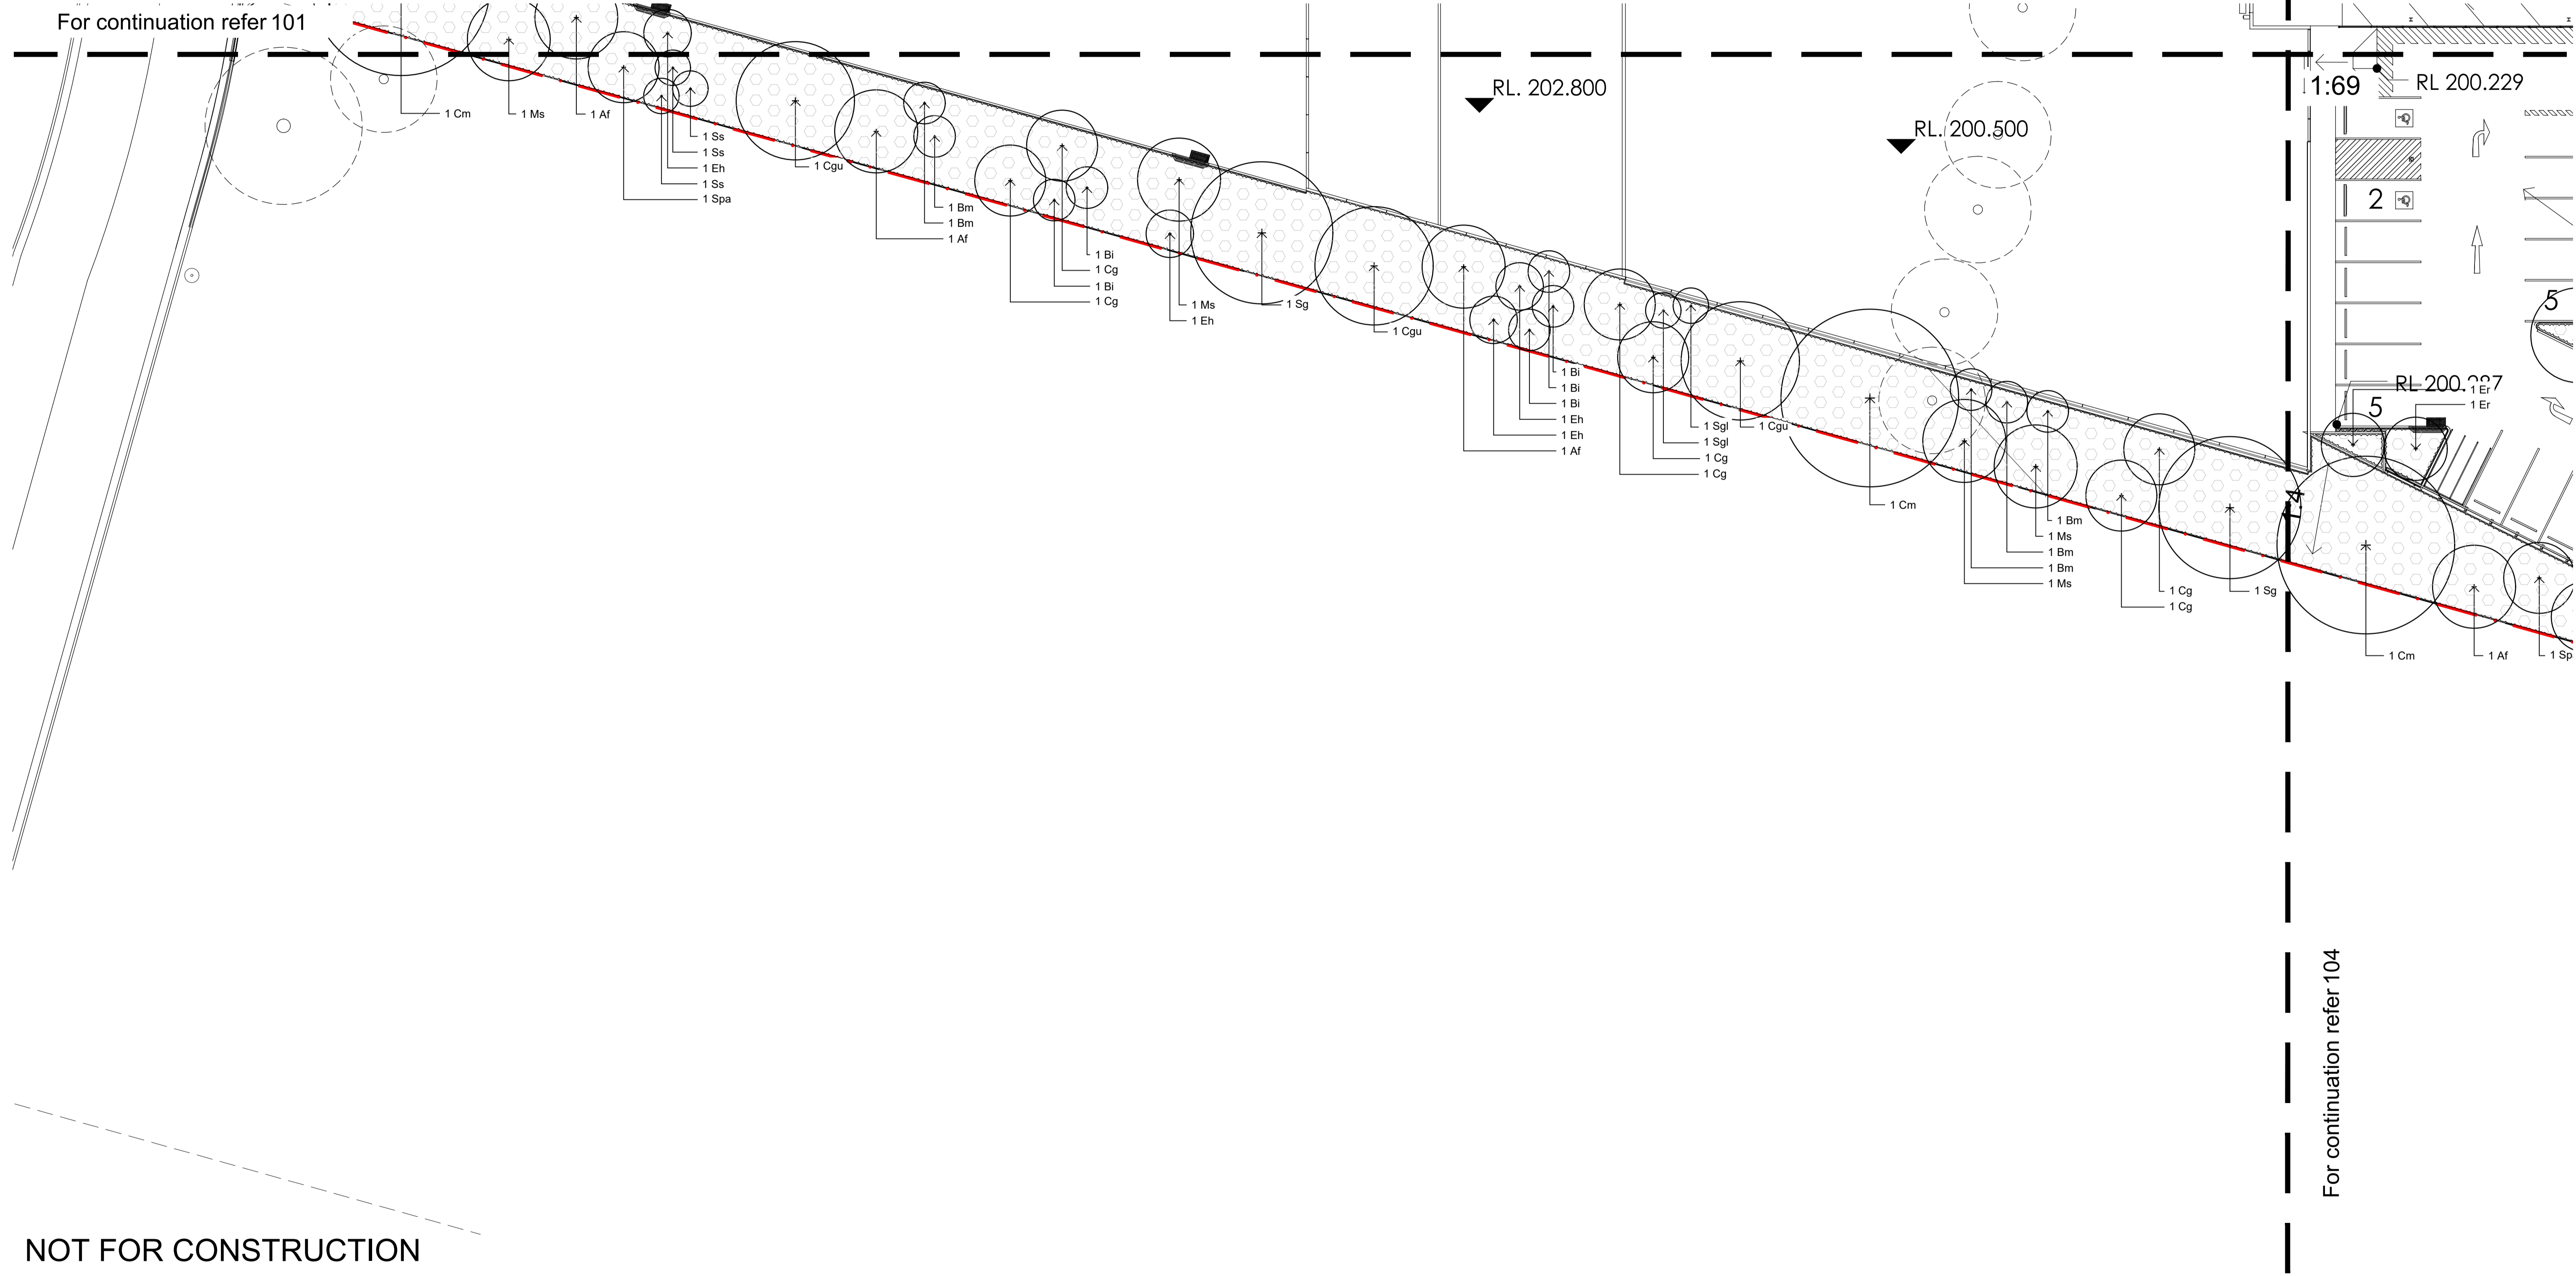 For continuation refer 101
RL. 202.800
RL. 200.500
1:69
RL 200.229
1 Cm
1 Ms
1 Af
1 Ss
1 Ss
1 Eh
1 Ss
1 Spa
1 Cgu
1 Bm
1 Bm
1 Af
1 Bi
1 Cg
1 Bi
1 Cg
1 Ms
1 Eh
1 Sg
1 Cgu
1 Bi
1 Bi
1 Bi
1 Eh
1 Eh
1 Af
1 Sgl
1 Sgl
1 Cg
1 Cg
1 Cgu
1 Cm
1 Bm
1 Ms
1 Bm
1 Bm
1 Ms
1 Cg
1 Cg
1 Sg
2
5
1 Er
1 Er
5
1:4
1 Cm
1 Af
1 Sp
For continuation refer 104
NOT FOR CONSTRUCTION